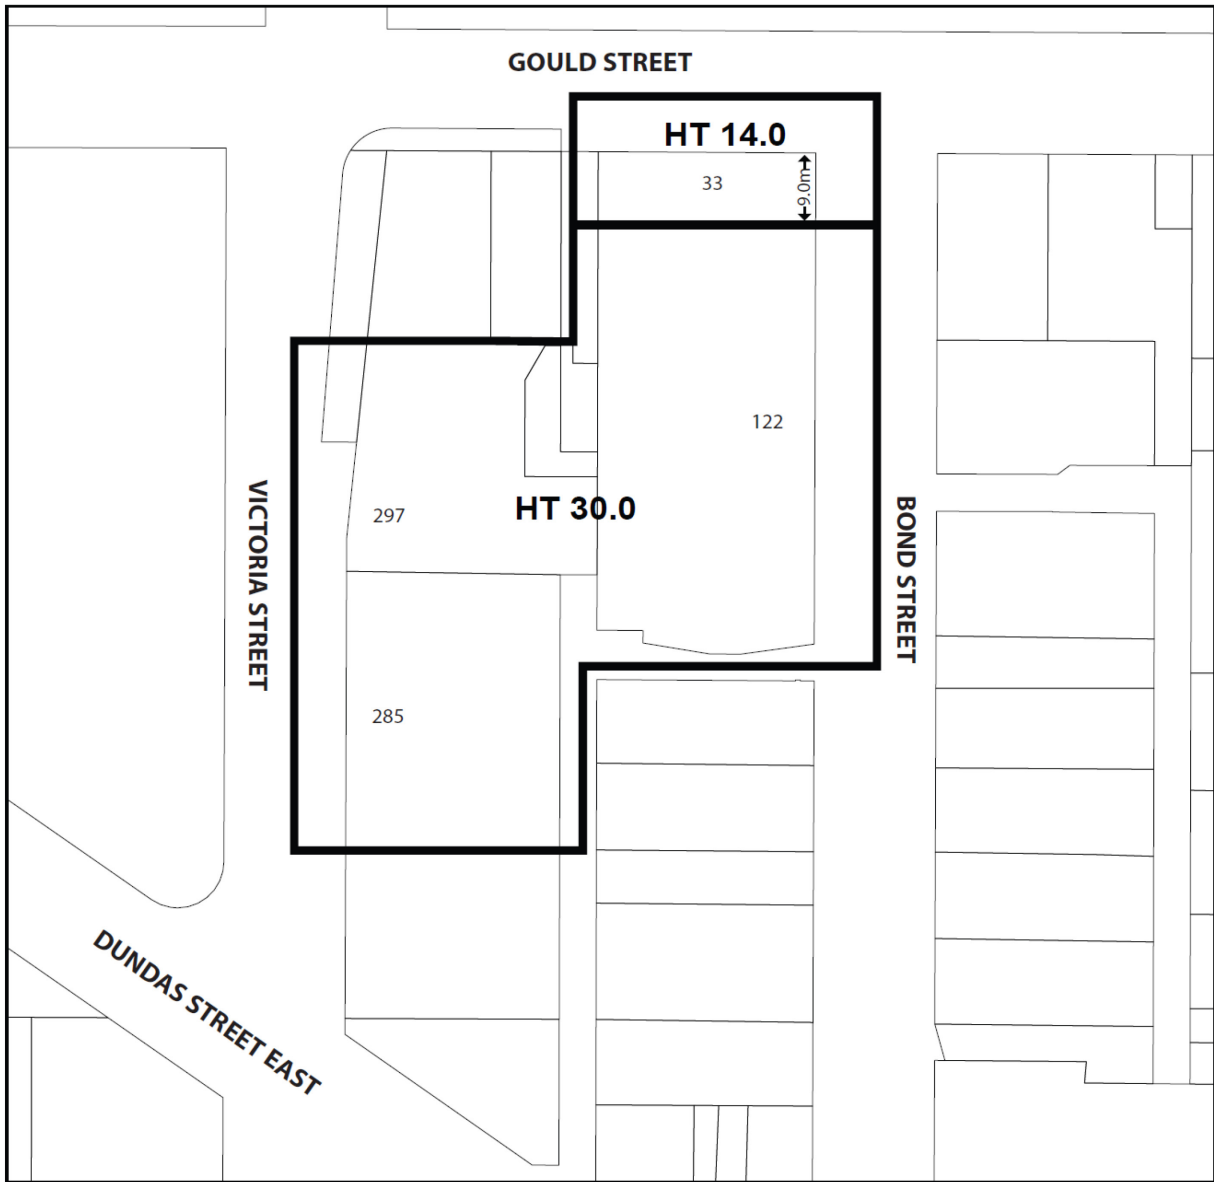 GOULD STREET
HT 14.0
33
9.0m
122
VICTORIA STREET
297
HT 30.0
BOND STREET
285
DUNDAS STREET EAST